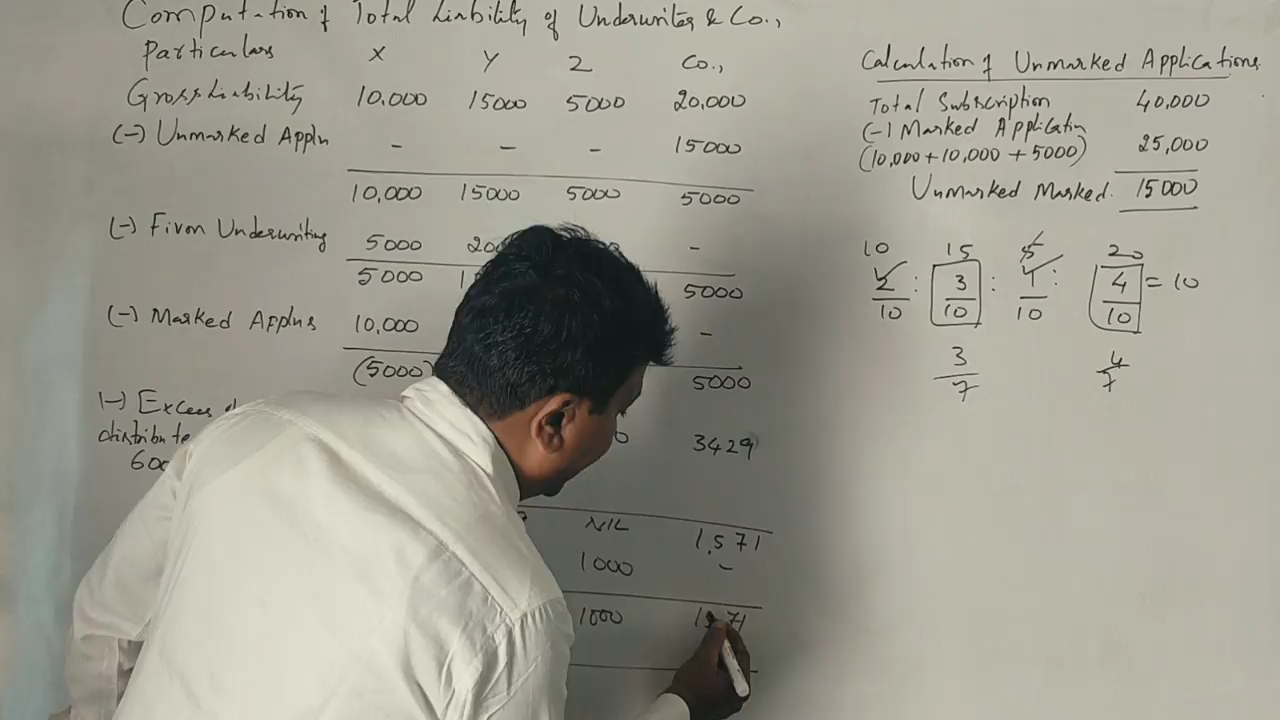 Computation of Total Liability of Underwriter & Co.,
Particulars X Y Z Co.,
Gross Liability 10,000 15000 5000 20,000
(-) Unmarked Appln - - - 15000
10,000 15000 5000 5000
(-) Firm Underwriting 5000 -
5000 5000
(-) Marked Applns 10,000 -
(5000) 5000
(-) Excess
distribute 3429
NIL 1,571
1000 -
1000 1571
Calculation of Unmarked Applications
Total Subscription 40,000
(-) Marked Applicatin
(10,000+10,000+5000) 25,000
Unmarked Marked. 15000
10 15 5 20
2/10 : 3/10 : 1/10 : 4/10 = 10
3/7 4/7